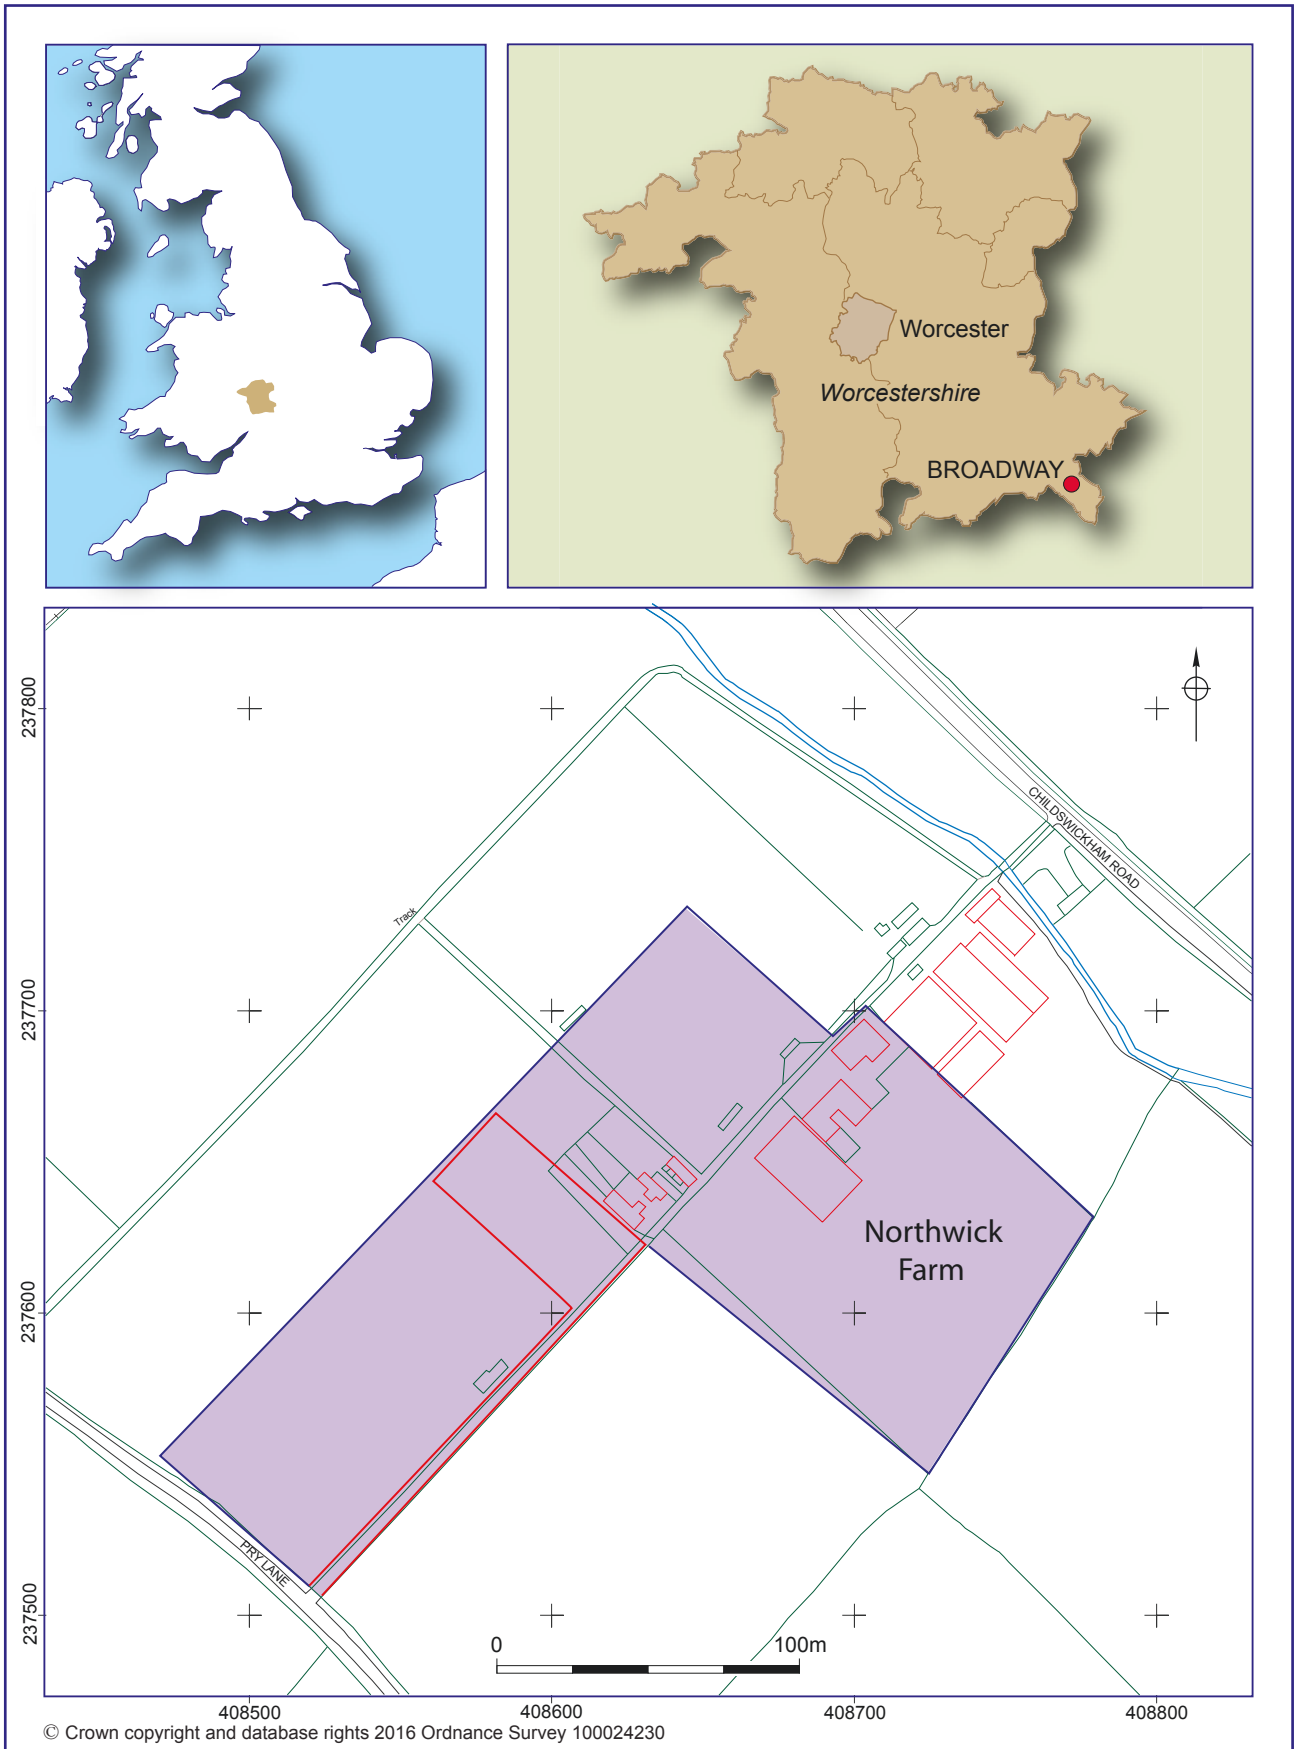 Worcester
Worcestershire
BROADWAY
237800
CHILDSWICKHAM ROAD
Track
237700
Northwick
Farm
237600
PRY LANE
237500
0 100m
408500 408600 408700 408800
© Crown copyright and database rights 2016 Ordnance Survey 100024230